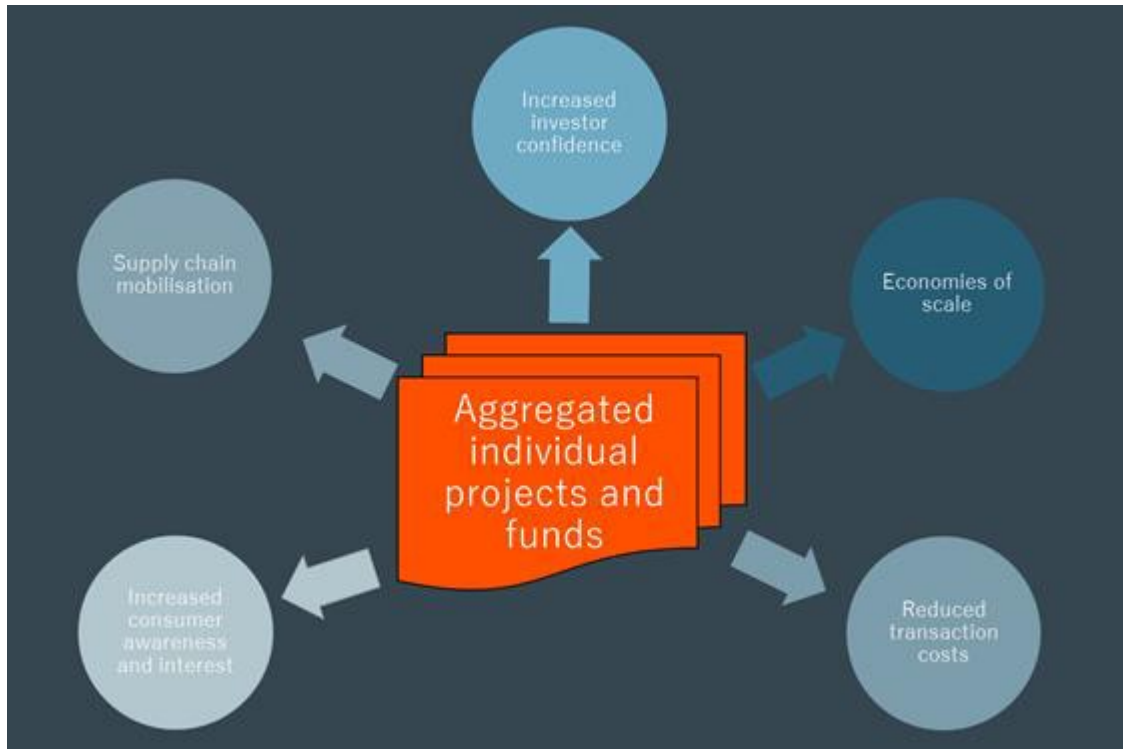 Increased
investor
confidence
Supply chain
mobilisation
Economies of
scale
Aggregated
individual
projects and
funds
Increased
consumer
awareness
and interest
Reduced
transaction
costs